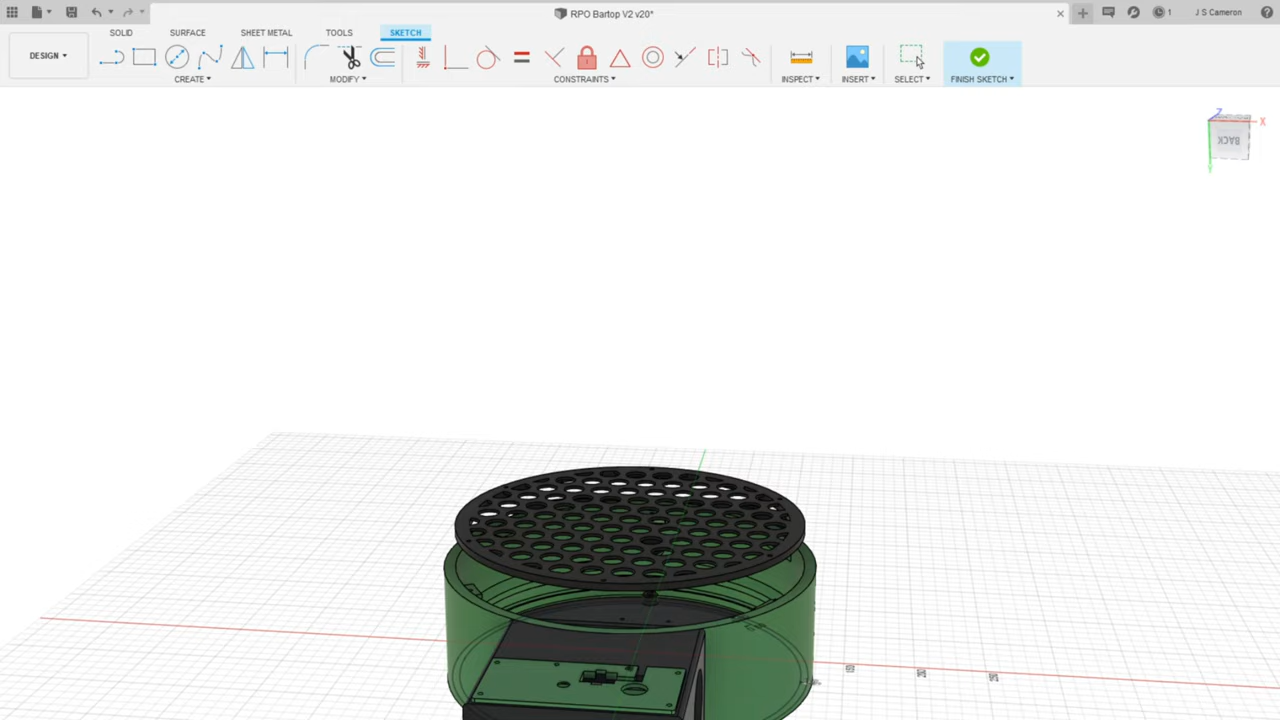 RPO Bartop V2 v20*
1
J S Cameron
SOLID
SURFACE
SHEET METAL
TOOLS
SKETCH
DESIGN
CREATE
MODIFY
CONSTRAINTS
INSPECT
INSERT
SELECT
FINISH SKETCH
Z
X
BACK
Y